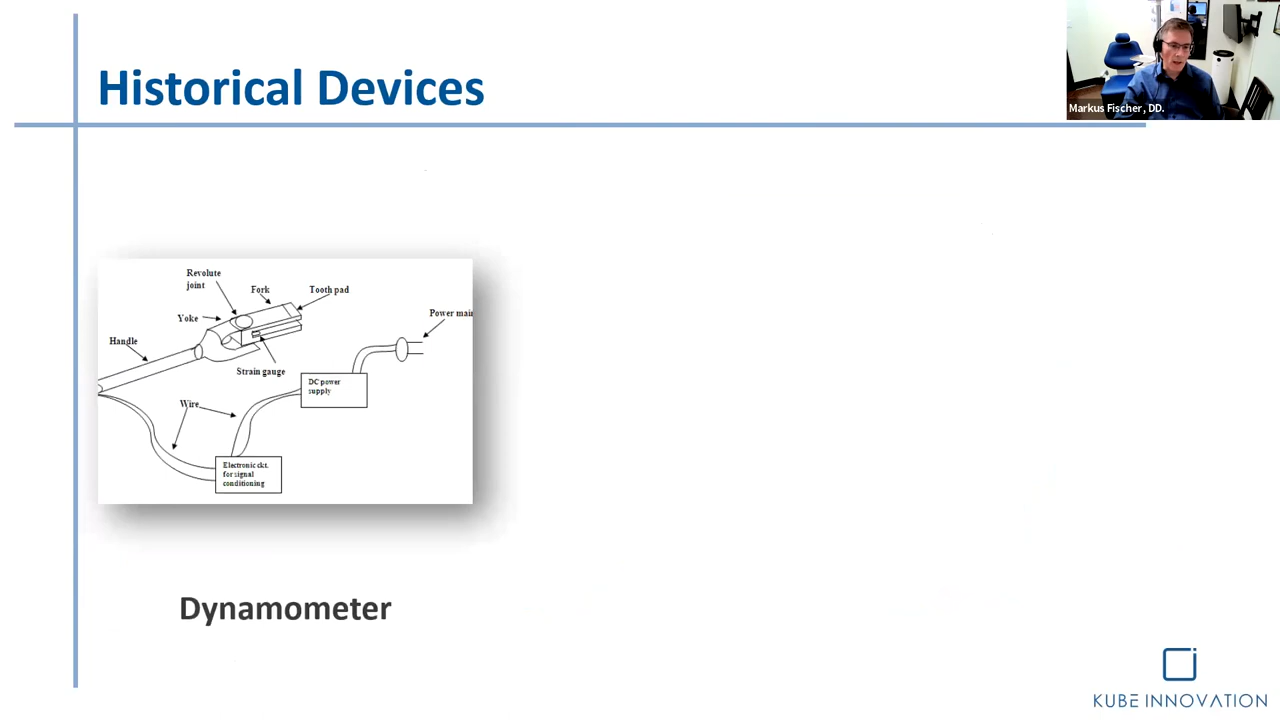 Historical Devices
Markus Fischer, DD.
Revolute
joint
Fork
Tooth pad
Yoke
Power mai
Handle
Strain gauge
DC power
supply
Wire
Electronic ckt.
for signal
conditioning
Dynamometer
KUBE INNOVATION